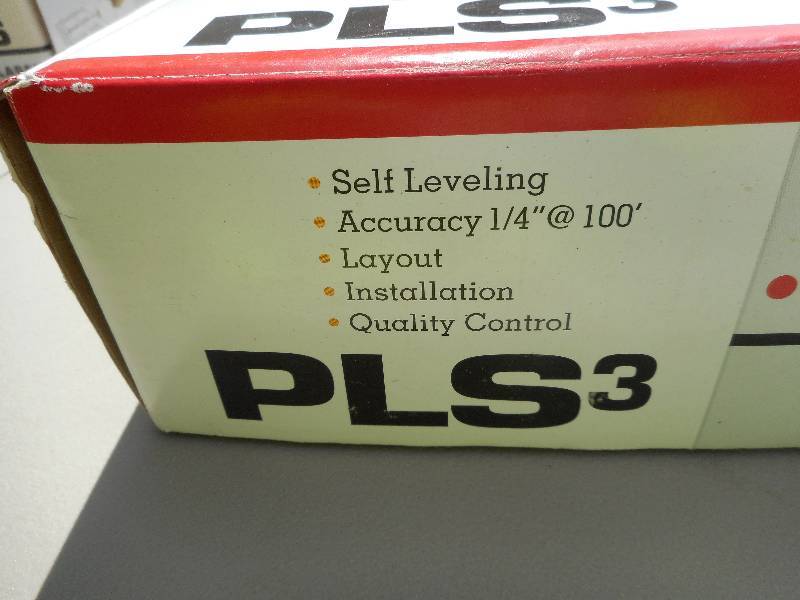 PLS3
• Self Leveling
• Accuracy 1/4"@ 100'
• Layout
• Installation
• Quality Control
PLS3